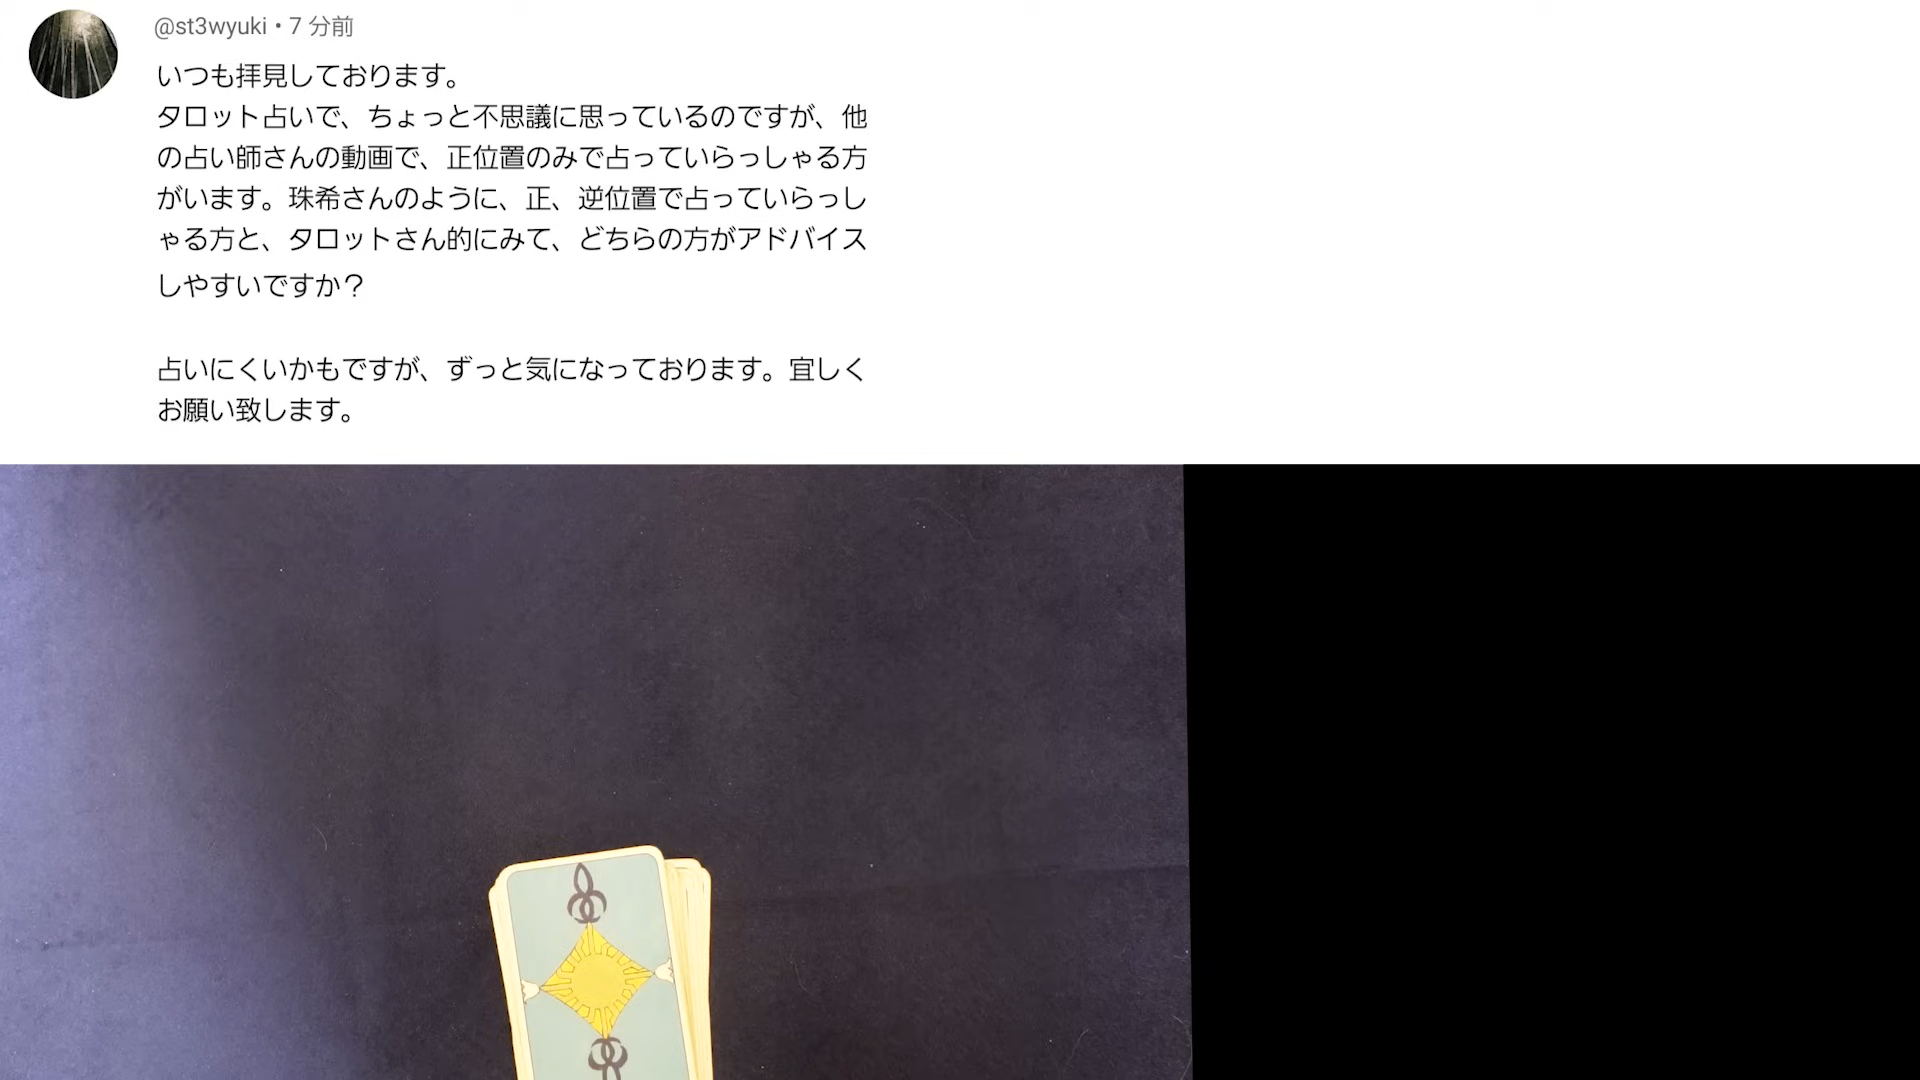 @st3wyuki • 7 分前
いつも拝見しております。
タロット占いで、ちょっと不思議に思っているのですが、他
の占い師さんの動画で、正位置のみで占っていらっしゃる方
がいます。珠希さんのように、正、逆位置で占っていらっし
ゃる方と、タロットさん的にみて、どちらの方がアドバイス
しやすいですか？
占いにくいかもですが、ずっと気になっております。宜しく
お願い致します。